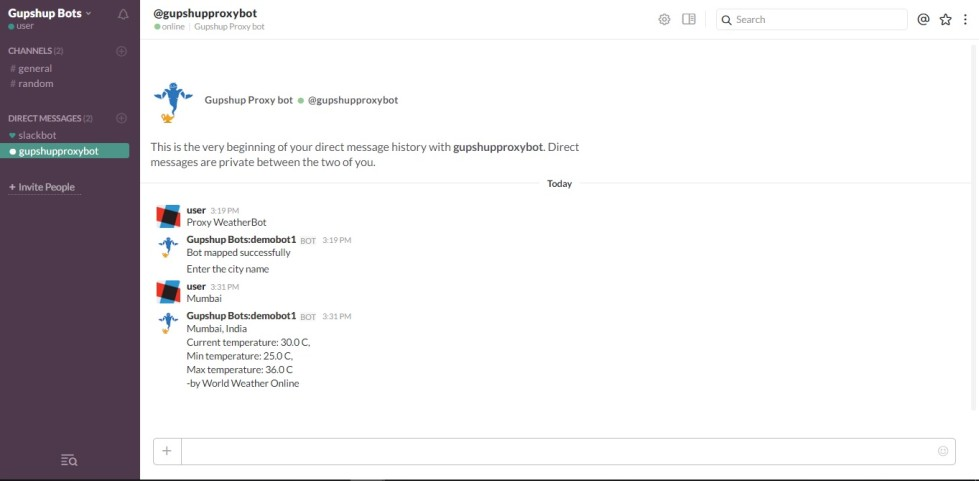 Gupshup Bots
user
CHANNELS (2)
# general
# random
DIRECT MESSAGES (2)
slackbot
gupshupproxybot
+ Invite People
@gupshupproxybot
online | Gupshup Proxy bot
Search
Gupshup Proxy bot @gupshupproxybot
This is the very beginning of your direct message history with gupshupproxybot. Direct
messages are private between the two of you.
Today
user 3:19 PM
Proxy WeatherBot
Gupshup Bots:demobot1 BOT 3:19 PM
Bot mapped successfully
Enter the city name
user 3:31 PM
Mumbai
Gupshup Bots:demobot1 BOT 3:31 PM
Mumbai, India
Current temperature: 30.0 C,
Min temperature: 25.0 C,
Max temperature: 36.0 C
-by World Weather Online